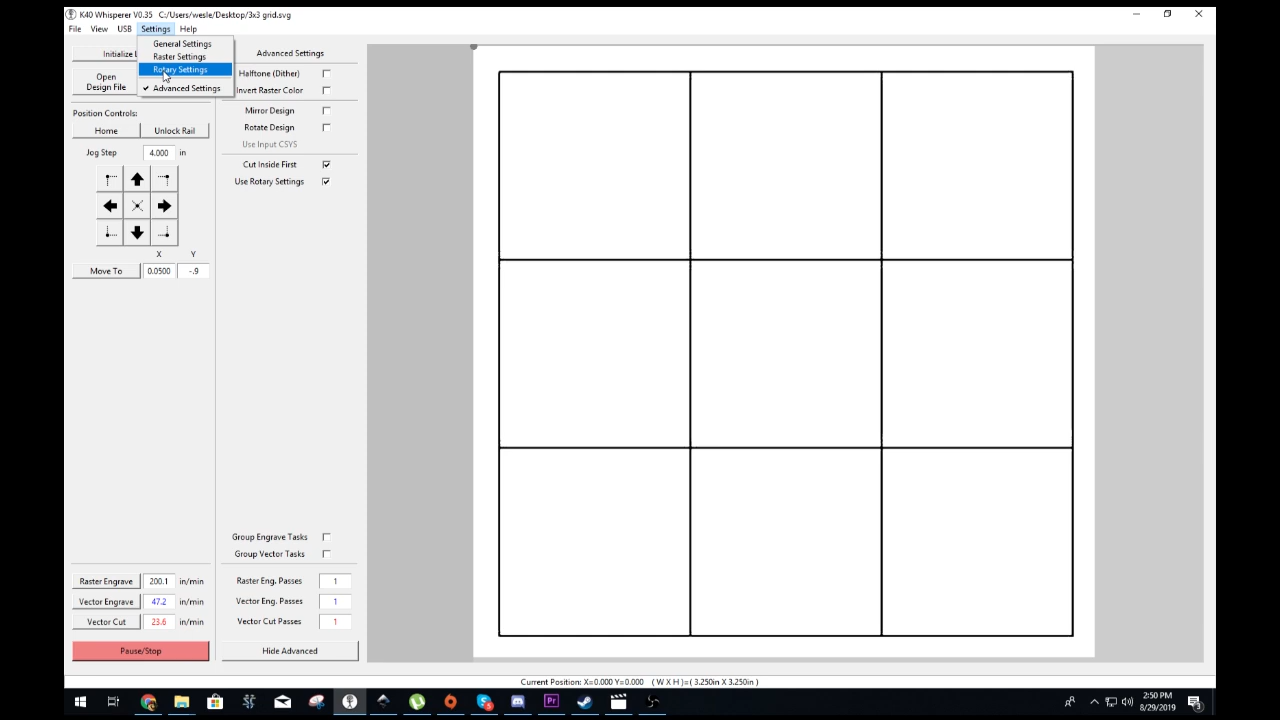 K40 Whisperer V0.35 C:/Users/wesle/Desktop/3x3 grid.svg
File View USB Settings Help
General Settings
Raster Settings
Rotary Settings
Advanced Settings
Initialize L
Open
Design File
Position Controls:
Home Unlock Rail
Jog Step 4.000 in
X Y
Move To 0.0500 -.9
Raster Engrave 200.1 in/min
Vector Engrave 47.2 in/min
Vector Cut 23.6 in/min
Pause/Stop
Advanced Settings
Halftone (Dither)
Invert Raster Color
Mirror Design
Rotate Design
Use Input CSYS
Cut Inside First
Use Rotary Settings
Group Engrave Tasks
Group Vector Tasks
Raster Eng. Passes 1
Vector Eng. Passes 1
Vector Cut Passes 1
Hide Advanced
Current Position: X=0.000 Y=0.000 ( W X H )=( 3.250in X 3.250in )
Pr
2:50 PM
8/29/2019
3